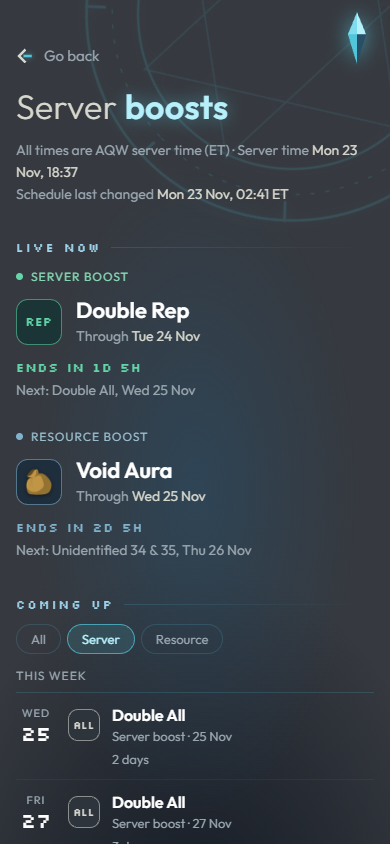 Go back
Server boosts
All times are AQW server time (ET) · Server time Mon 23
Nov, 18:37
Schedule last changed Mon 23 Nov, 02:41 ET
LIVE NOW
SERVER BOOST
REP
Double Rep
Through Tue 24 Nov
ENDS IN 1D 5H
Next: Double All, Wed 25 Nov
RESOURCE BOOST
Void Aura
Through Wed 25 Nov
ENDS IN 2D 5H
Next: Unidentified 34 & 35, Thu 26 Nov
COMING UP
All Server Resource
THIS WEEK
WED
25
ALL
Double All
Server boost · 25 Nov
2 days
FRI
27
ALL
Double All
Server boost · 27 Nov